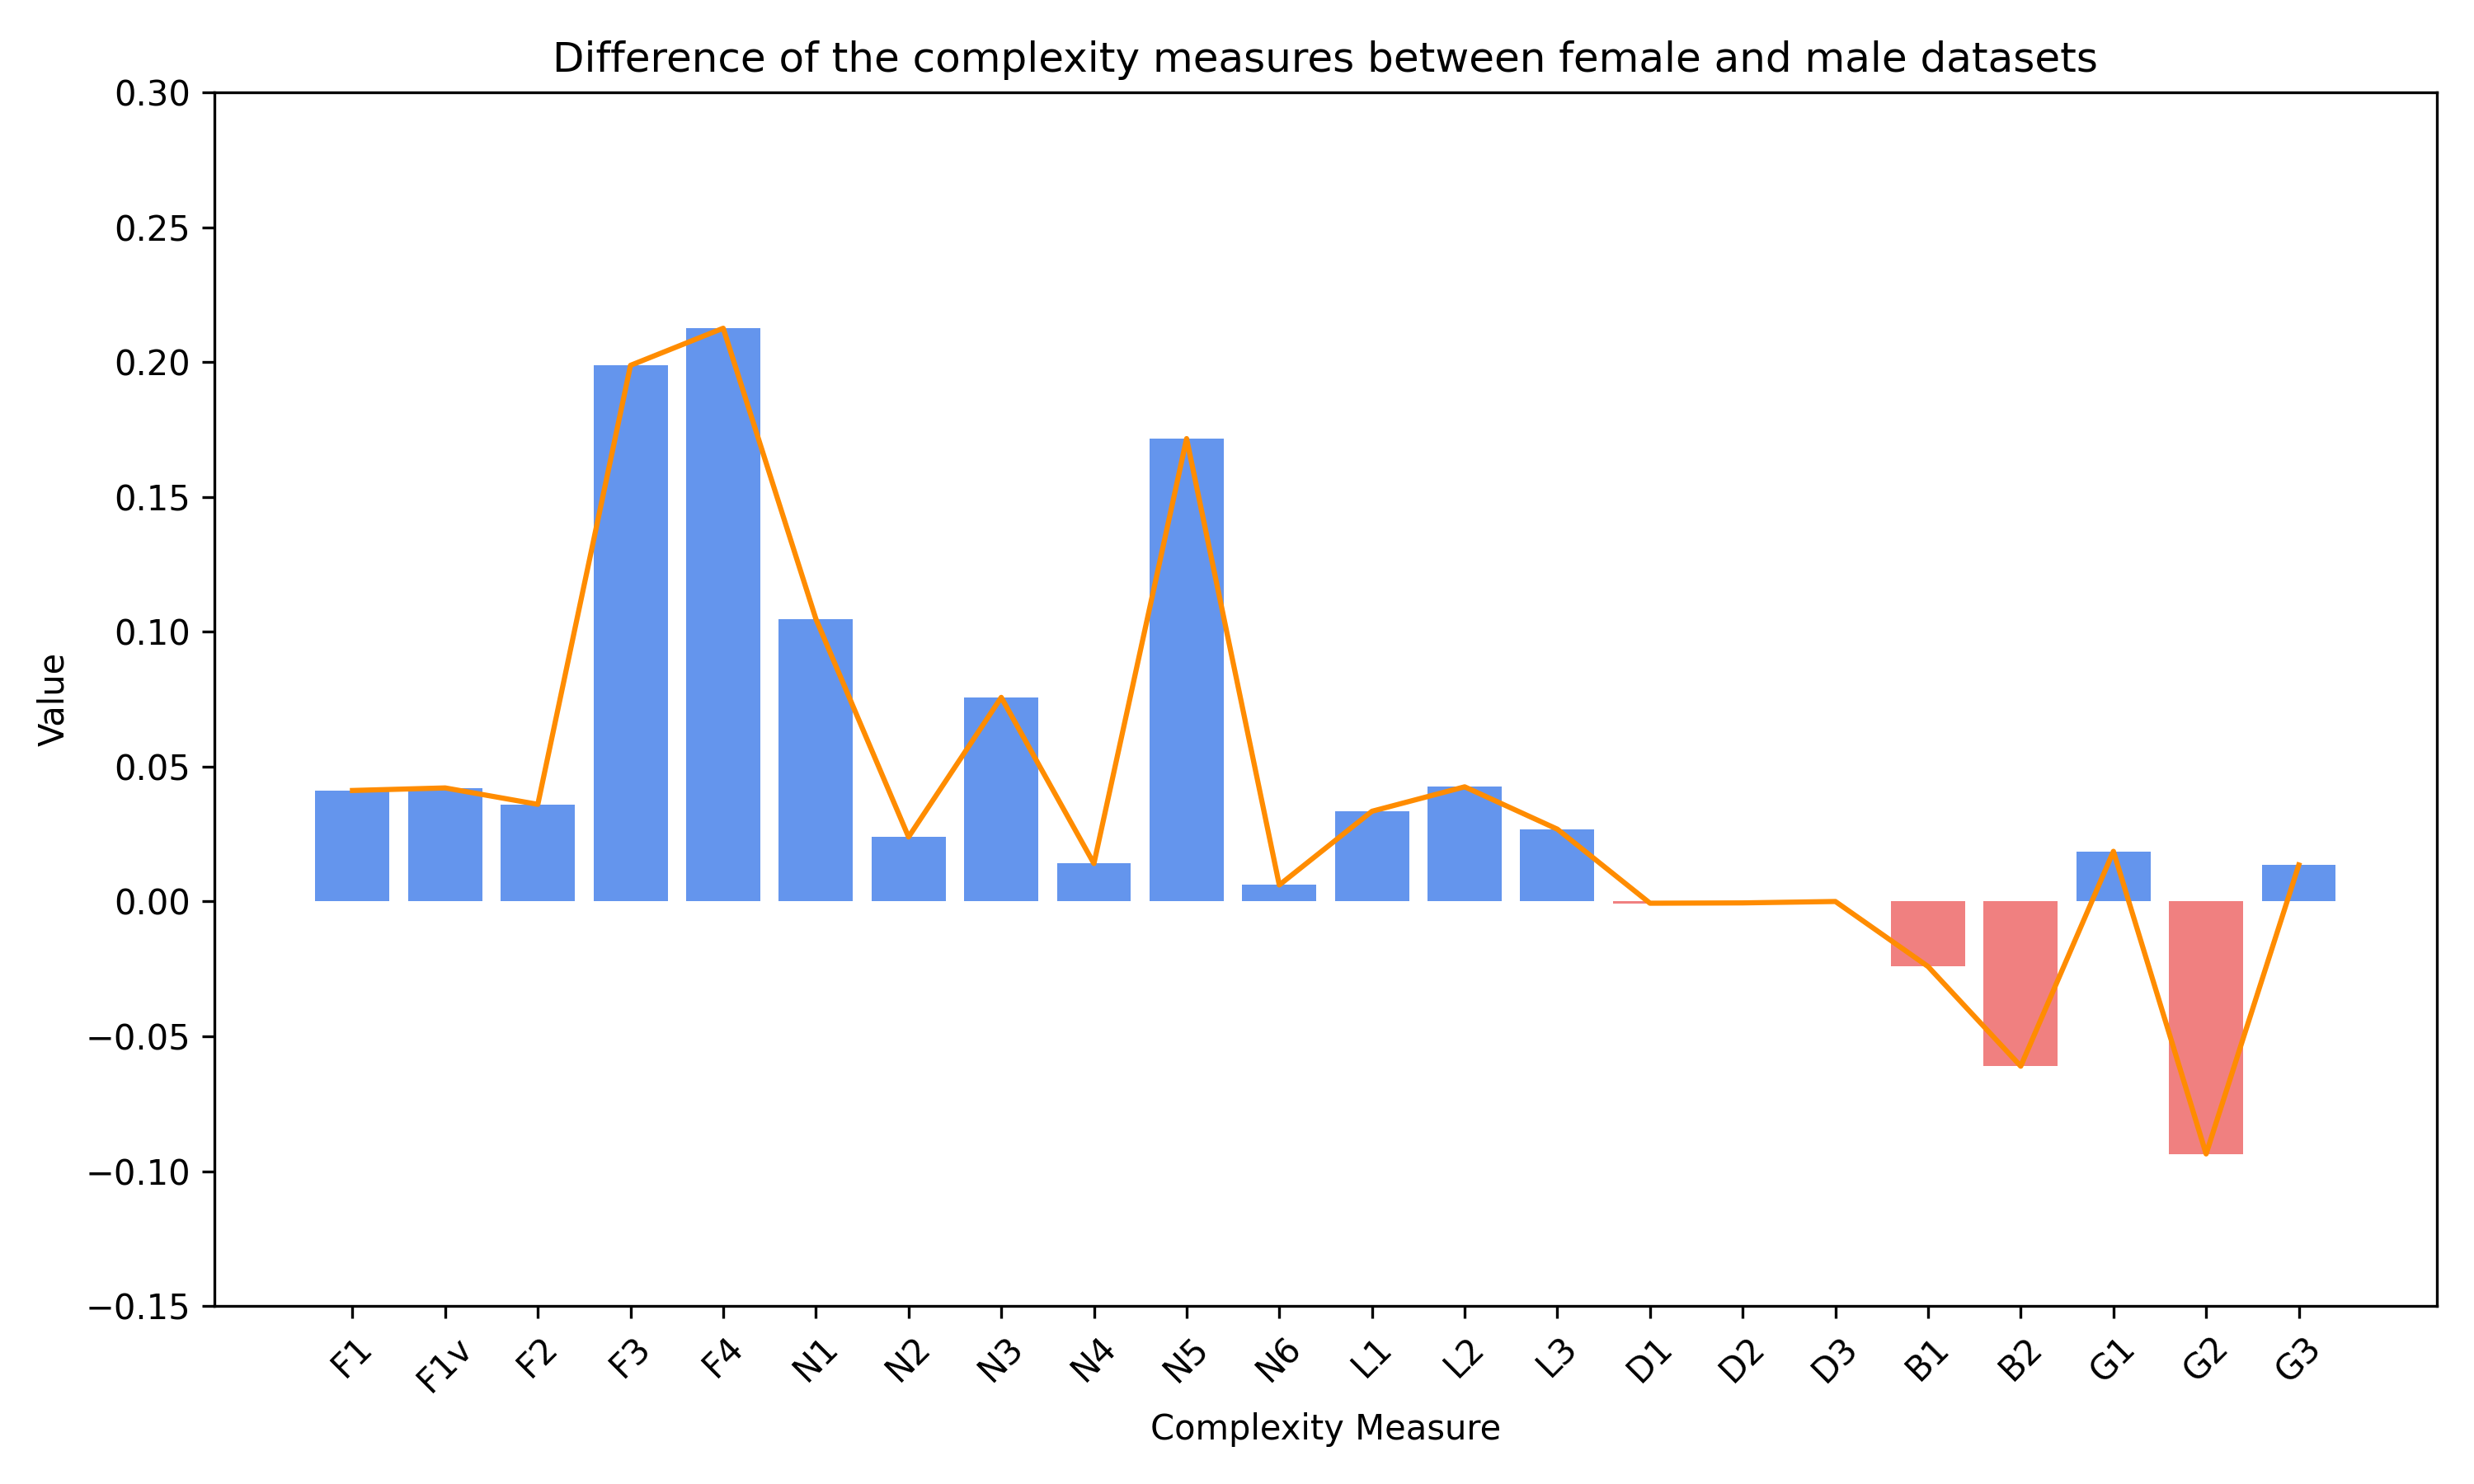 Difference of the complexity measures between female and male datasets
0.30
0.25
0.20
0.15
0.10
0.05
0.00
−0.05
−0.10
−0.15
Value
F1 F1v F2 F3 F4 N1 N2 N3 N4 N5 N6 L1 L2 L3 D1 D2 D3 B1 B2 G1 G2 G3
Complexity Measure